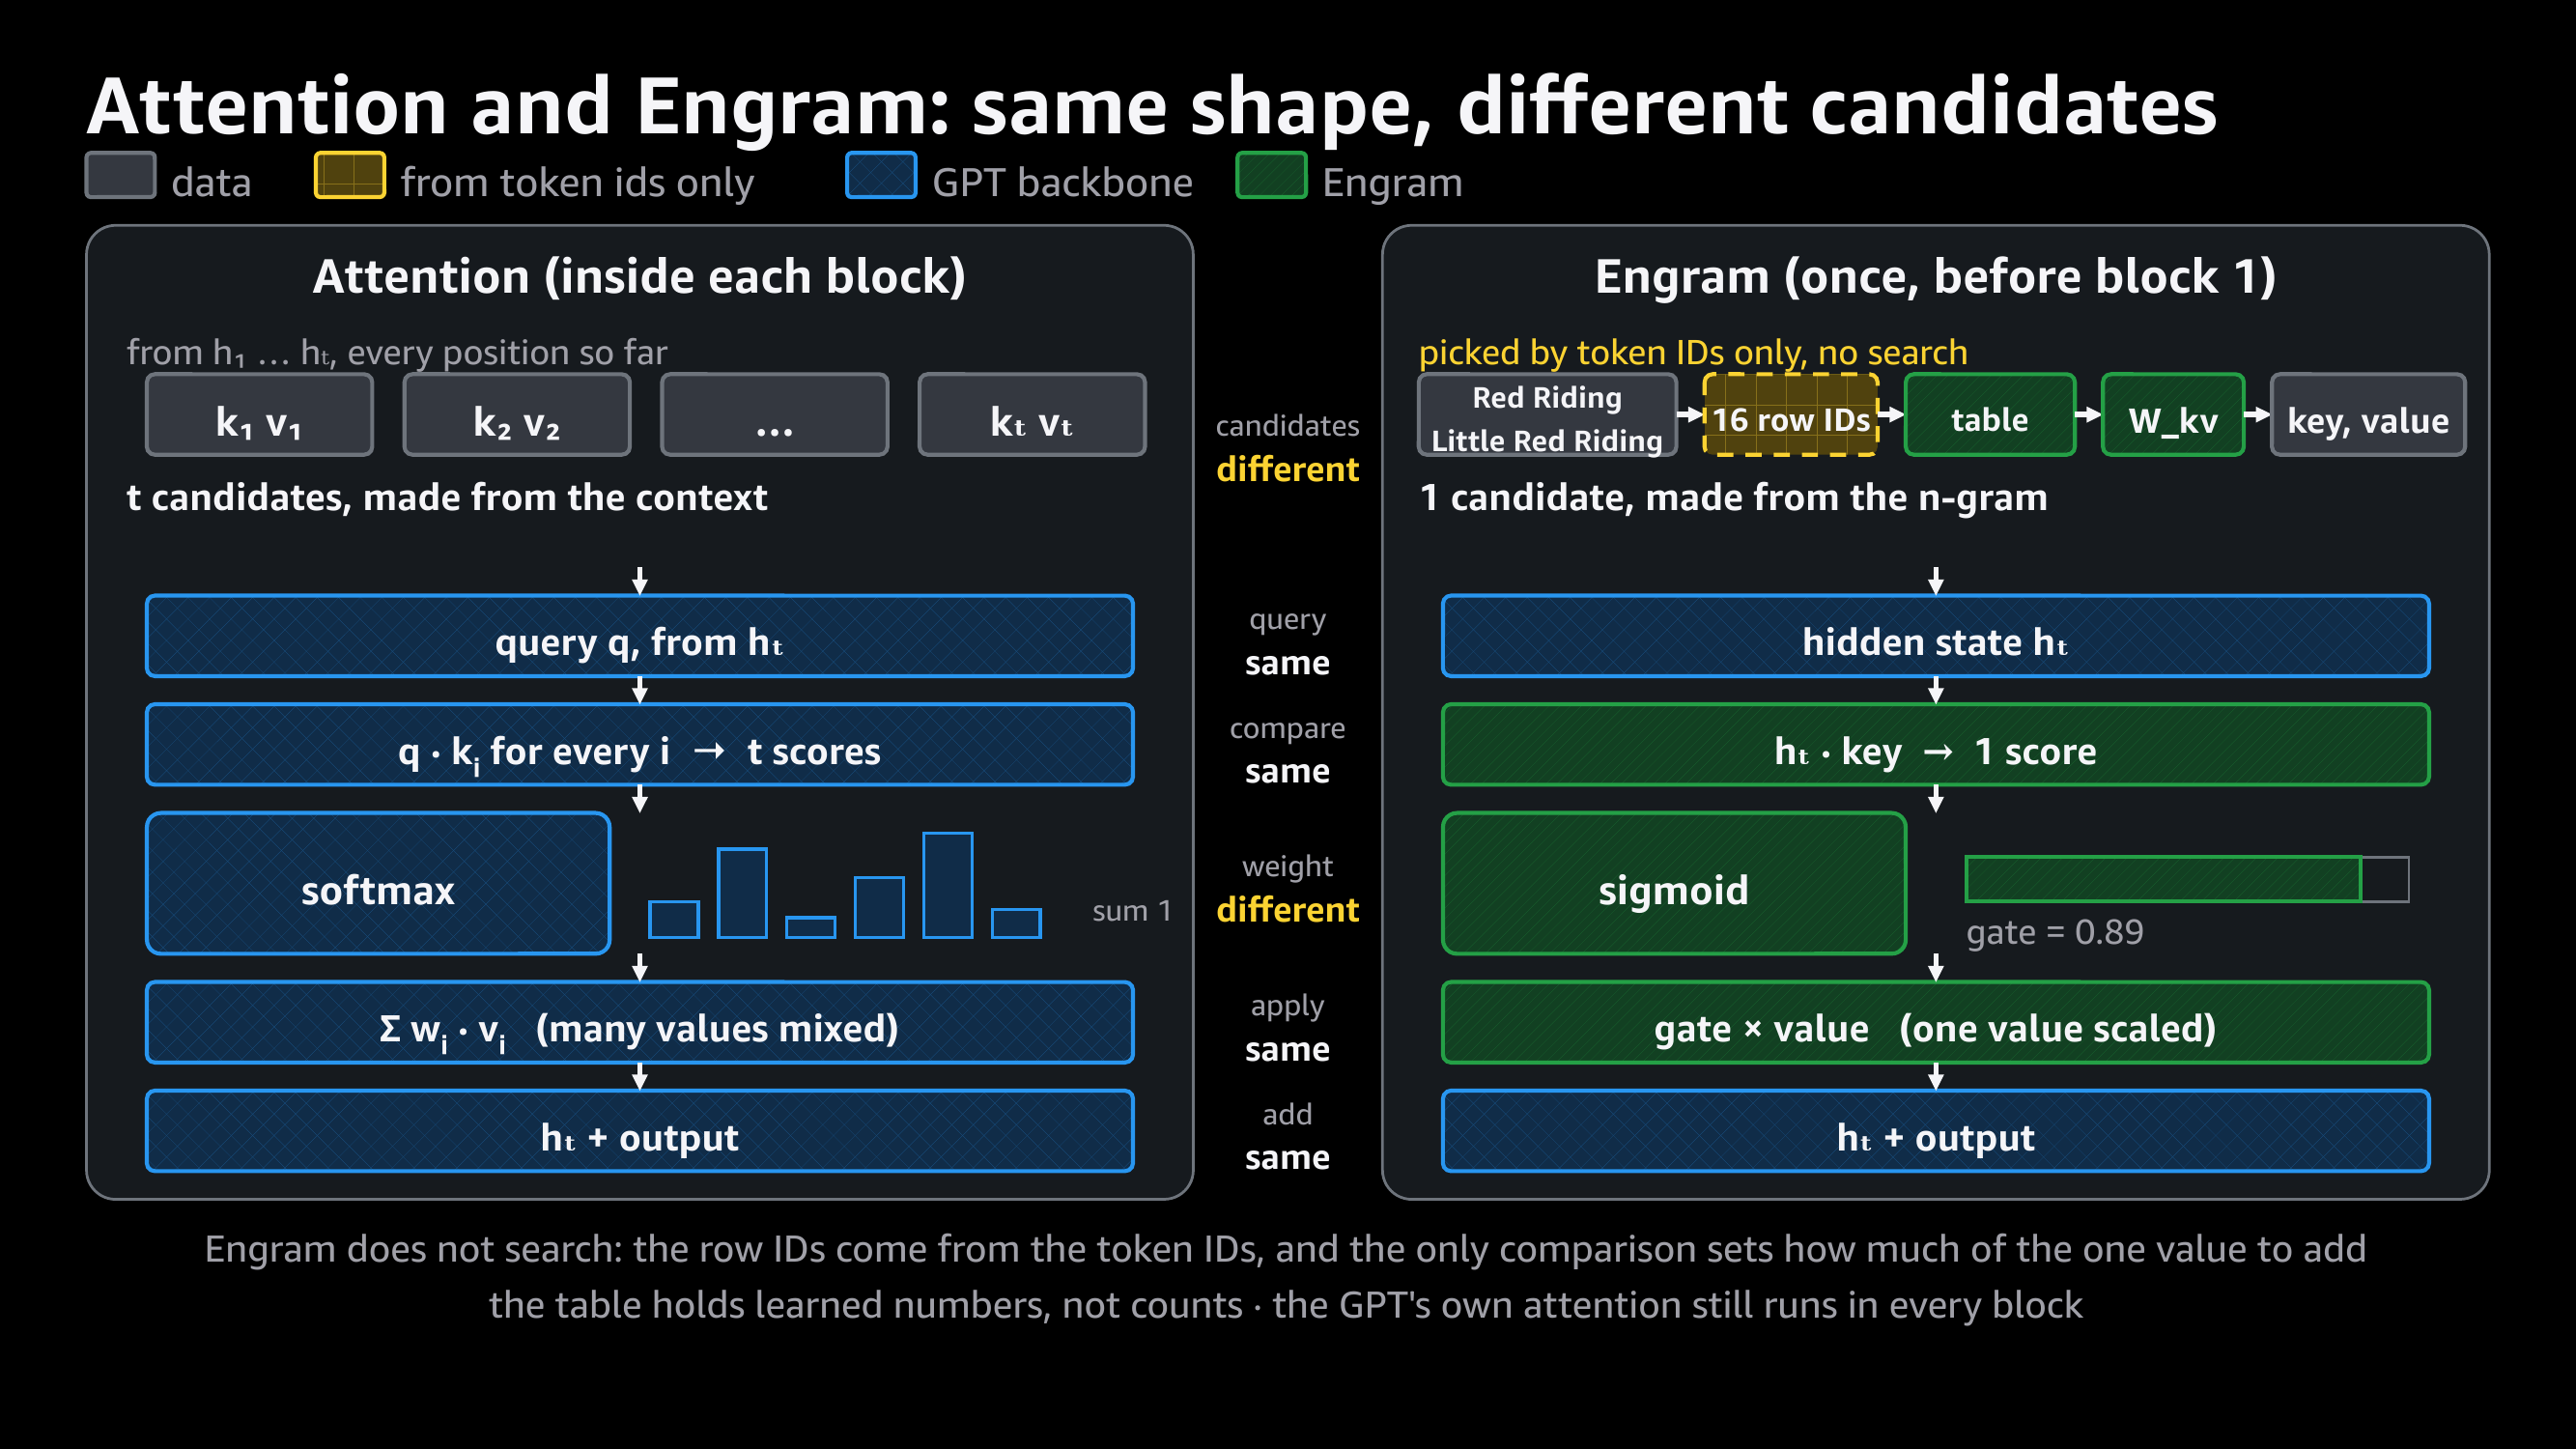 Attention and Engram: same shape, different candidates
data
from token ids only
GPT backbone
Engram
Attention (inside each block)
from h₁ … hₜ, every position so far
k₁ v₁
k₂ v₂
...
kₜ vₜ
t candidates, made from the context
query q, from hₜ
q · kᵢ for every i → t scores
softmax
sum 1
Σ wᵢ · vᵢ (many values mixed)
hₜ + output
candidates
different
query
same
compare
same
weight
different
apply
same
add
same
Engram (once, before block 1)
picked by token IDs only, no search
Red Riding
Little Red Riding
16 row IDs
table
W_kv
key, value
1 candidate, made from the n-gram
hidden state hₜ
hₜ · key → 1 score
sigmoid
gate = 0.89
gate × value (one value scaled)
hₜ + output
Engram does not search: the row IDs come from the token IDs, and the only comparison sets how much of the one value to add
the table holds learned numbers, not counts · the GPT's own attention still runs in every block